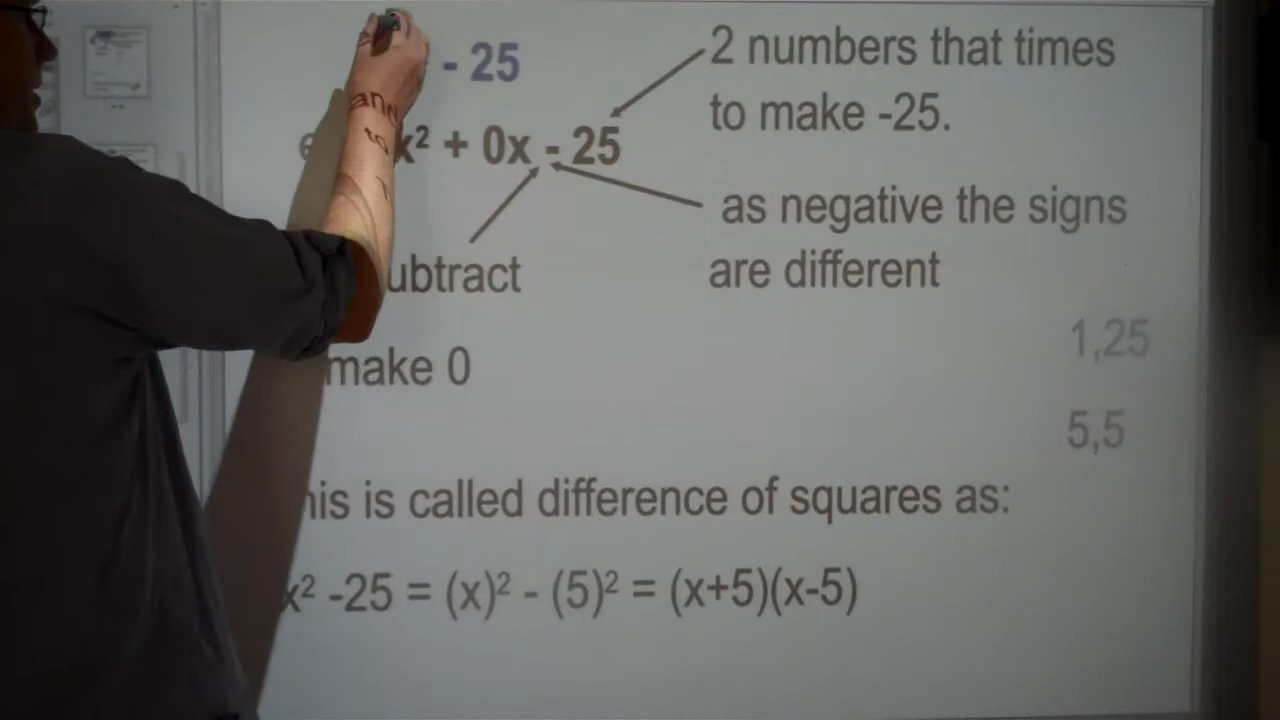 - 25
2 numbers that times
to make -25.
x² + 0x - 25
as negative the signs
are different
ubtract
1,25
make 0
5,5
his is called difference of squares as:
x² -25 = (x)² - (5)² = (x+5)(x-5)